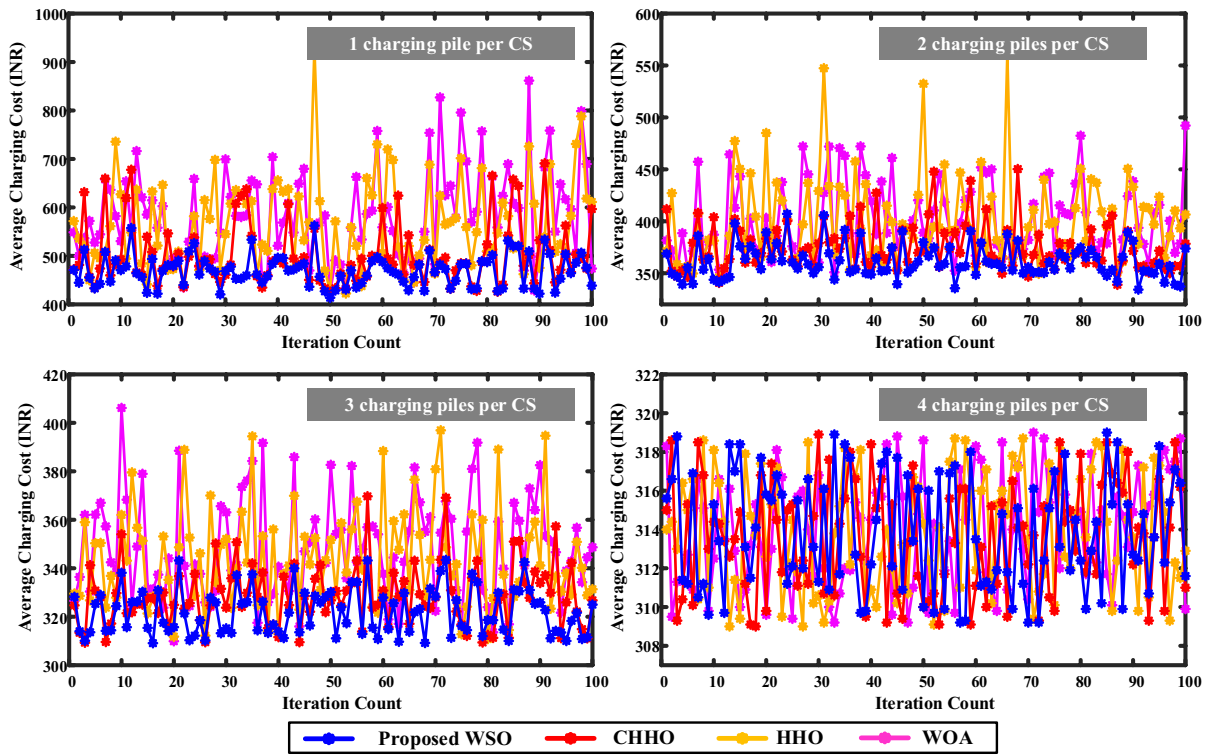 1 charging pile per CS
Average Charging Cost (INR)
1000
900
800
700
600
500
400
0 10 20 30 40 50 60 70 80 90 100
Iteration Count
2 charging piles per CS
Average Charging Cost (INR)
600
550
500
450
400
350
320
0 10 20 30 40 50 60 70 80 90 100
Iteration Count
3 charging piles per CS
Average Charging Cost (INR)
420
400
380
360
340
320
300
0 10 20 30 40 50 60 70 80 90 100
Iteration Count
4 charging piles per CS
Average Charging Cost (INR)
322
320
318
316
314
312
310
308
0 10 20 30 40 50 60 70 80 90 100
Iteration Count
Proposed WSO CHHO HHO WOA